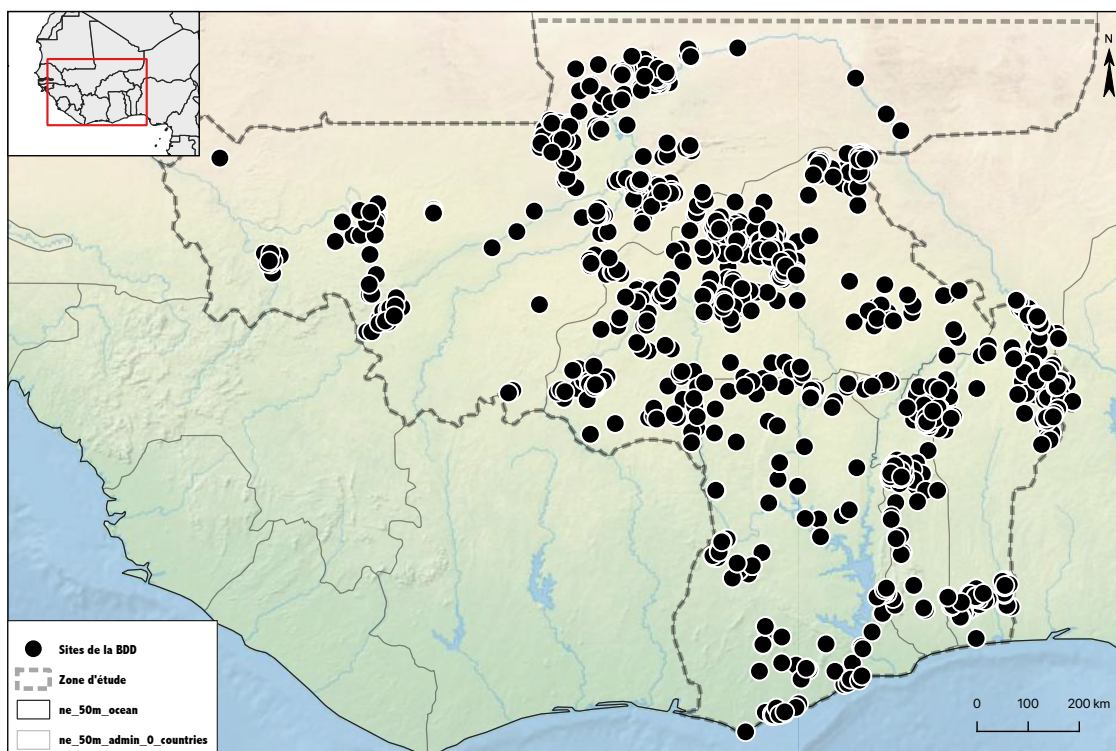 N
Sites de la BDD
Zone d'étude
ne_50m_ocean
ne_50m_admin_0_countries
0 100 200 km